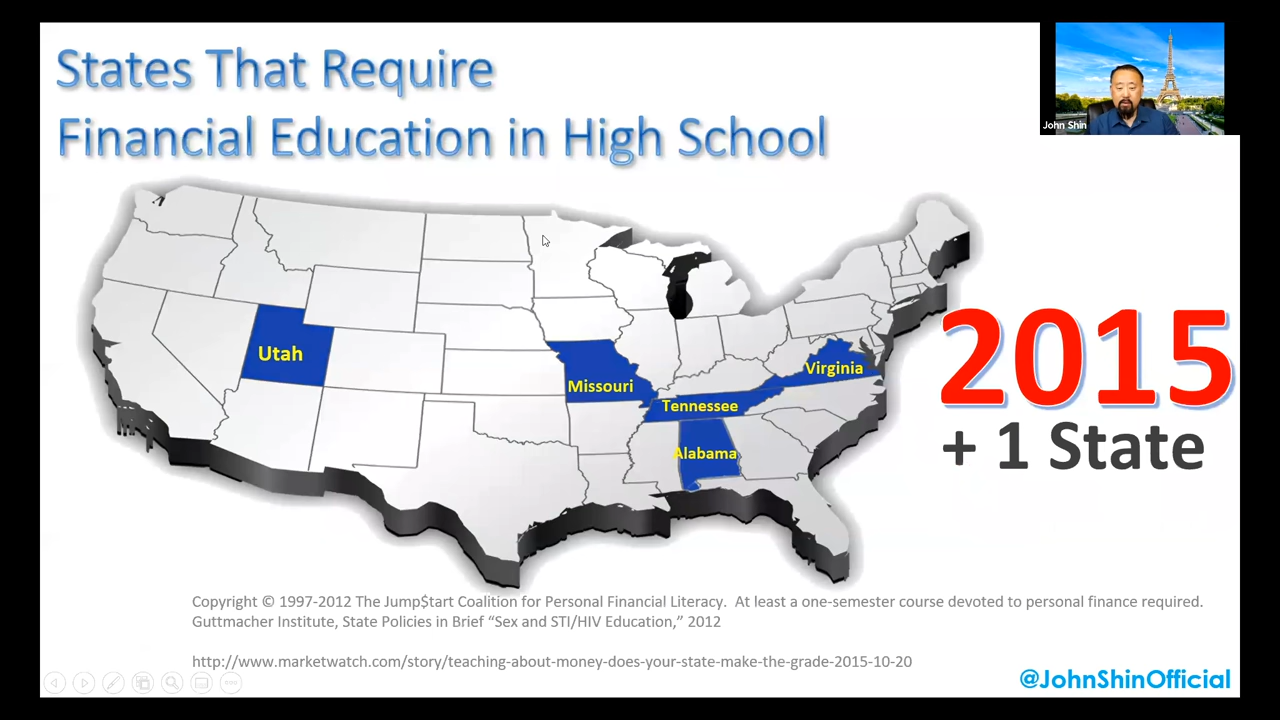 States That Require
Financial Education in High School
John Shin
Utah
Missouri
Virginia
Tennessee
Alabama
2015
+ 1 State
Copyright © 1997-2012 The Jump$tart Coalition for Personal Financial Literacy.  At least a one-semester course devoted to personal finance required.
Guttmacher Institute, State Policies in Brief “Sex and STI/HIV Education,” 2012
http://www.marketwatch.com/story/teaching-about-money-does-your-state-make-the-grade-2015-10-20
@JohnShinOfficial